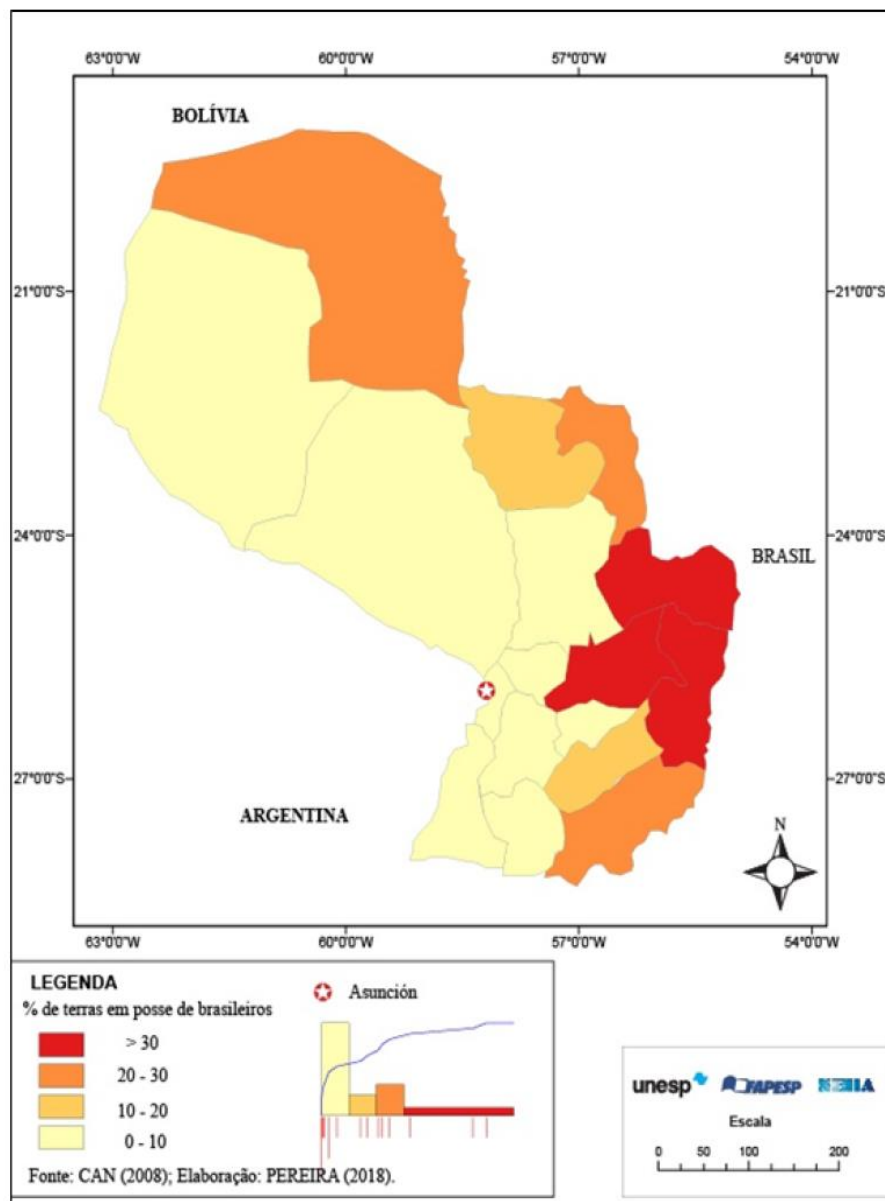 63°0'0"W 60°0'0"W 57°0'0"W 54°0'0"W
BOLÍVIA
21°0'0"S 21°0'0"S
24°0'0"S 24°0'0"S
BRASIL
27°0'0"S 27°0'0"S
ARGENTINA
N
63°0'0"W 60°0'0"W 57°0'0"W 54°0'0"W
LEGENDA
% de terras em posse de brasileiros
> 30
20 - 30
10 - 20
0 - 10
Asunción
Fonte: CAN (2008); Elaboração: PEREIRA (2018).
unesp FAPESP
Escala
0 50 100 200